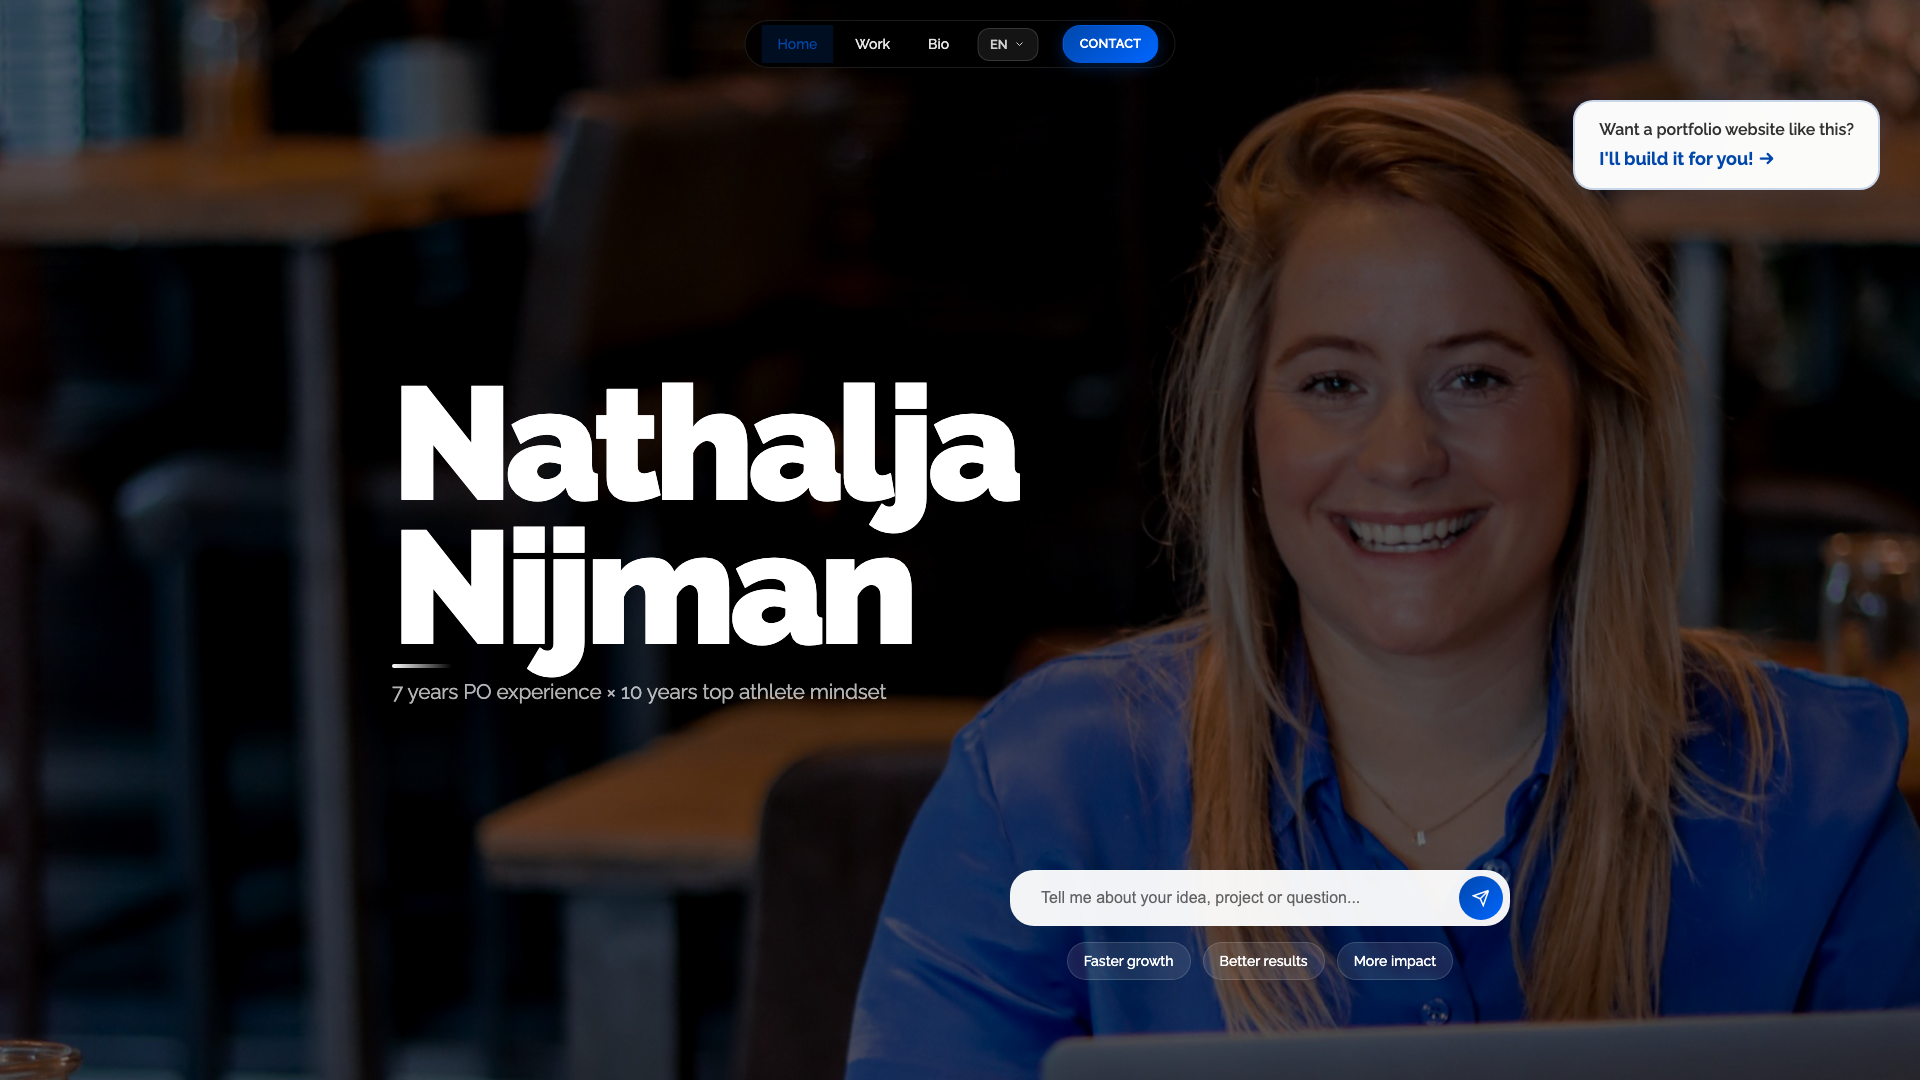 Home
Work
Bio
EN
CONTACT
Want a portfolio website like this?
I'll build it for you! →
Nathalja
Nijman
7 years PO experience × 10 years top athlete mindset
Tell me about your idea, project or question...
Faster growth
Better results
More impact